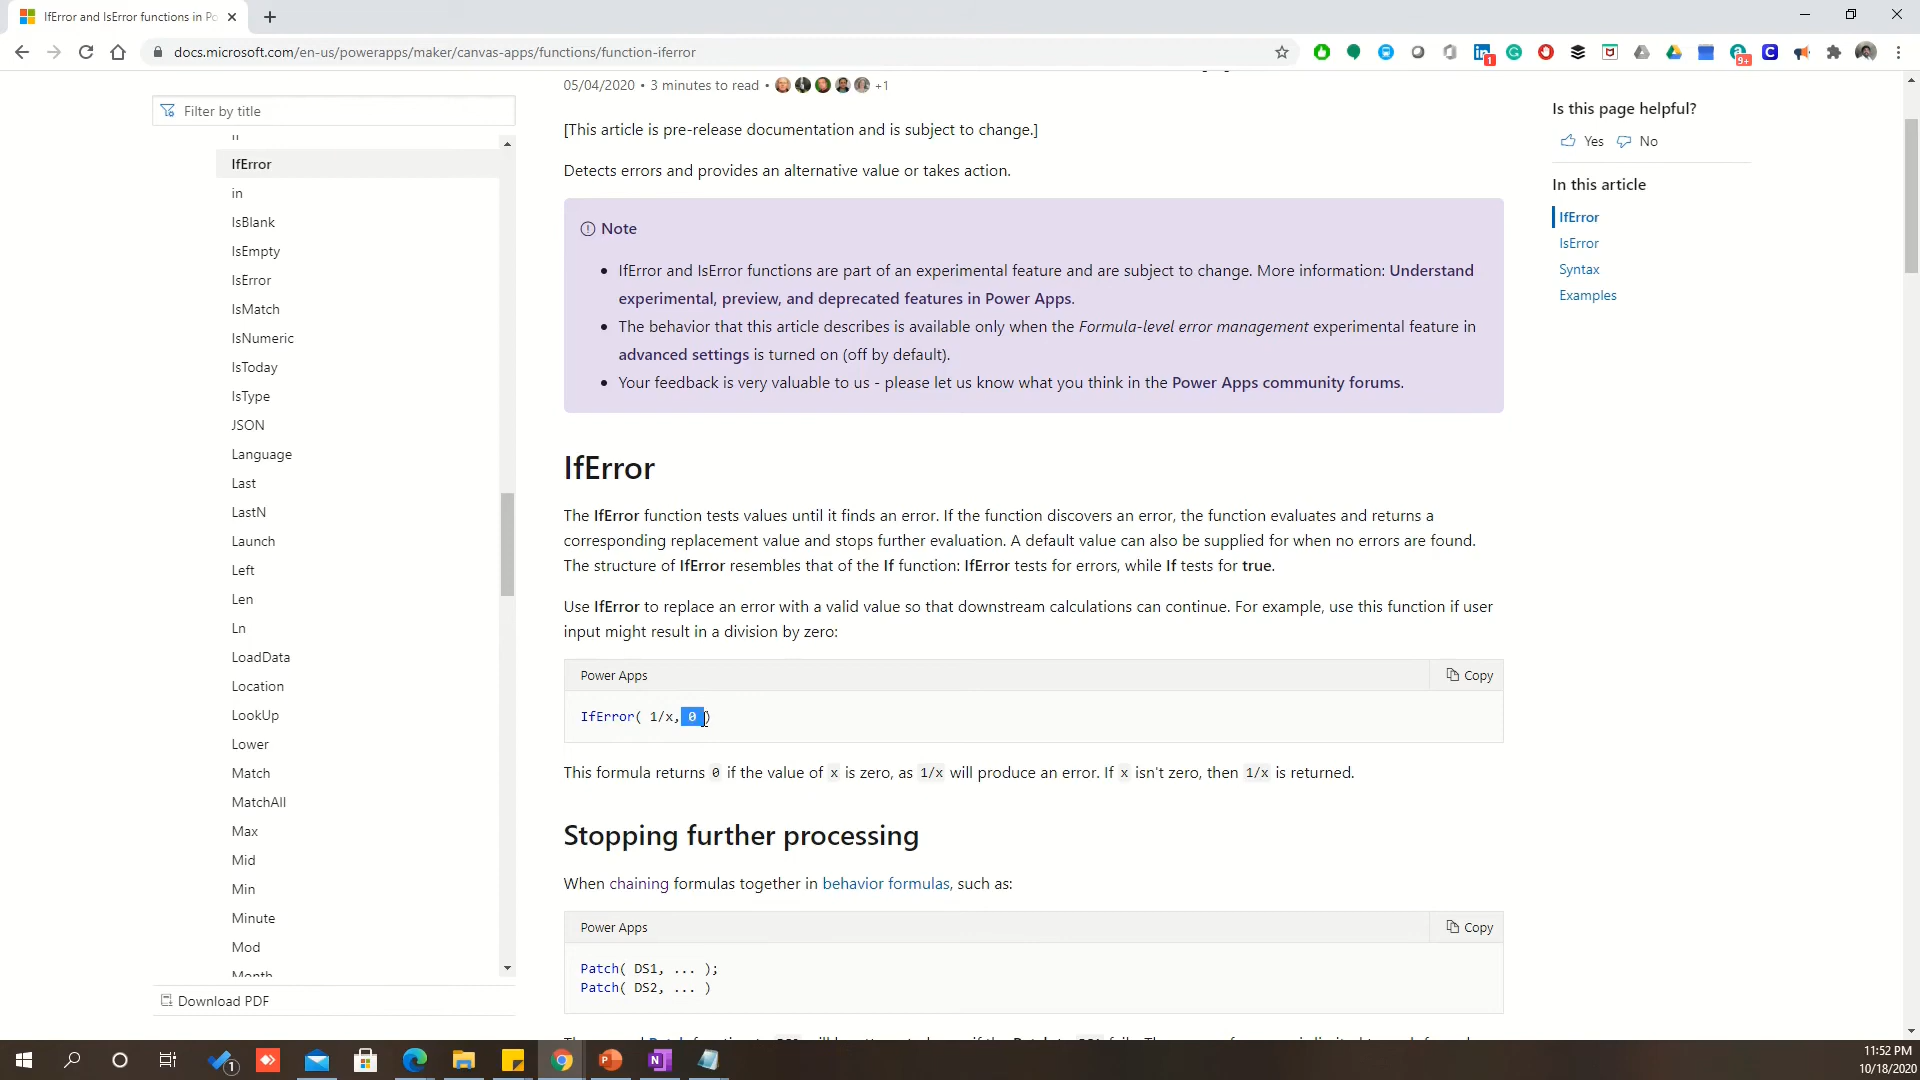 IfError and IsError functions in Po
docs.microsoft.com/en-us/powerapps/maker/canvas-apps/functions/function-iferror
1
9+
Filter by title
IfError
in
IsBlank
IsEmpty
IsError
IsMatch
IsNumeric
IsToday
IsType
JSON
Language
Last
LastN
Launch
Left
Len
Ln
LoadData
Location
LookUp
Lower
Match
MatchAll
Max
Mid
Min
Minute
Mod
Month
Download PDF
05/04/2020 • 3 minutes to read • +1
[This article is pre-release documentation and is subject to change.]
Detects errors and provides an alternative value or takes action.
Note
• IfError and IsError functions are part of an experimental feature and are subject to change. More information: Understand
experimental, preview, and deprecated features in Power Apps.
• The behavior that this article describes is available only when the Formula-level error management experimental feature in
advanced settings is turned on (off by default).
• Your feedback is very valuable to us - please let us know what you think in the Power Apps community forums.
IfError
The IfError function tests values until it finds an error. If the function discovers an error, the function evaluates and returns a
corresponding replacement value and stops further evaluation. A default value can also be supplied for when no errors are found.
The structure of IfError resembles that of the If function: IfError tests for errors, while If tests for true.
Use IfError to replace an error with a valid value so that downstream calculations can continue. For example, use this function if user
input might result in a division by zero:
Power Apps
Copy
IfError( 1/x, 0 )
This formula returns 0 if the value of x is zero, as 1/x will produce an error. If x isn't zero, then 1/x is returned.
Stopping further processing
When chaining formulas together in behavior formulas, such as:
Power Apps
Copy
Patch( DS1, ... );
Patch( DS2, ... )
Is this page helpful?
Yes No
In this article
IfError
IsError
Syntax
Examples
1
11:52 PM
10/18/2020